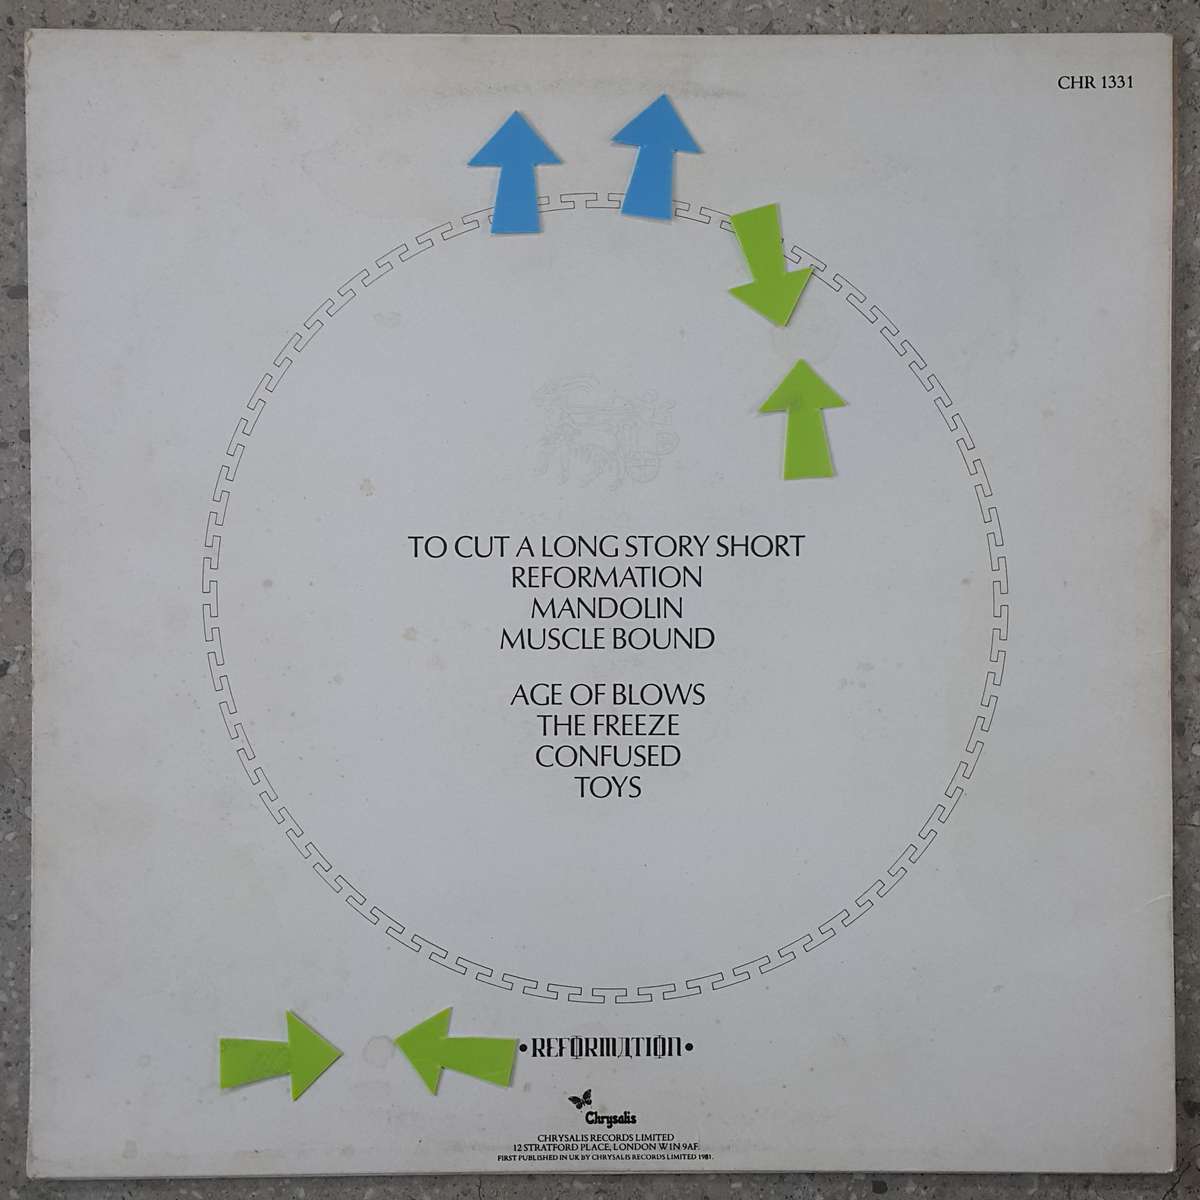 CHR 1331
TO CUT A LONG STORY SHORT
REFORMATION
MANDOLIN
MUSCLE BOUND
AGE OF BLOWS
THE FREEZE
CONFUSED
TOYS
•REFORMATION•
Chrysalis
CHRYSALIS RECORDS LIMITED
12 STRATFORD PLACE, LONDON W1N 9AF.
FIRST PUBLISHED IN UK BY CHRYSALIS RECORDS LIMITED 1981.